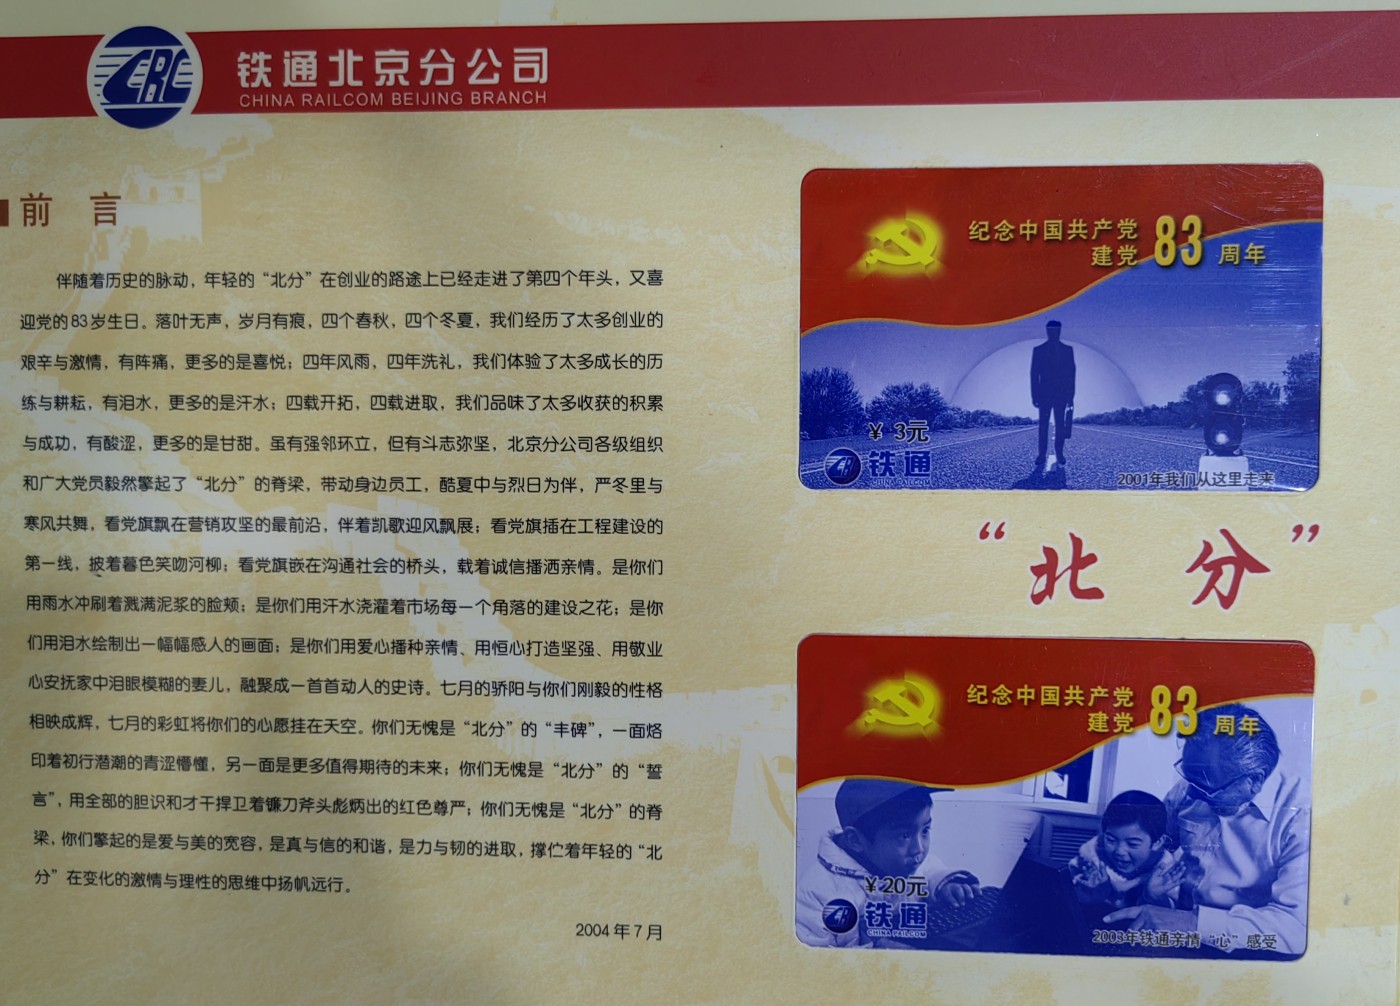 CRC
铁通北京分公司
CHINA RAILCOM BEIJING BRANCH
前 言
伴随着历史的脉动，年轻的“北分”在创业的路途上已经走进了第四个年头，又喜
迎党的83岁生日。落叶无声，岁月有痕，四个春秋，四个冬夏，我们经历了太多创业的
艰辛与激情，有阵痛，更多的是喜悦；四年风雨，四年洗礼，我们体验了太多成长的历
练与耕耘，有泪水，更多的是汗水；四载开拓，四载进取，我们品味了太多收获的积累
与成功，有酸涩，更多的是甘甜。虽有强邻环立，但有斗志弥坚，北京分公司各级组织
和广大党员毅然擎起了“北分”的脊梁，带动身边员工，酷夏中与烈日为伴，严冬里与
寒风共舞，看党旗飘在营销攻坚的最前沿，伴着凯歌迎风飘展；看党旗插在工程建设的
第一线，披着暮色笑吻河柳；看党旗嵌在沟通社会的桥头，载着诚信播洒亲情。是你们
用雨水冲刷着溅满泥浆的脸颊；是你们用汗水浇灌着市场每一个角落的建设之花；是你
们用泪水绘制出一幅幅感人的画面；是你们用爱心播种亲情、用恒心打造坚强、用敬业
心安抚家中泪眼模糊的妻儿，融聚成一首首动人的史诗。七月的骄阳与你们刚毅的性格
相映成辉，七月的彩虹将你们的心愿挂在天空。你们无愧是“北分”的“丰碑”，一面烙
印着初行潜潮的青涩懵懂，另一面是更多值得期待的未来；你们无愧是“北分”的“誓
言”，用全部的胆识和才干捍卫着镰刀斧头彪炳出的红色尊严；你们无愧是“北分”的脊
梁，你们擎起的是爱与美的宽容，是真与信的和谐，是力与韧的进取，撑伫着年轻的“北
分”在变化的激情与理性的思维中扬帆远行。
2004年7月
纪念中国共产党
建党 83 周年
¥ 3元
铁通
CHINA RAILCOM
2001年我们从这里走来
“北 分”
纪念中国共产党
建党 83 周年
¥20元
铁通
CHINA RAILCOM
2003年铁通亲情“心”感受